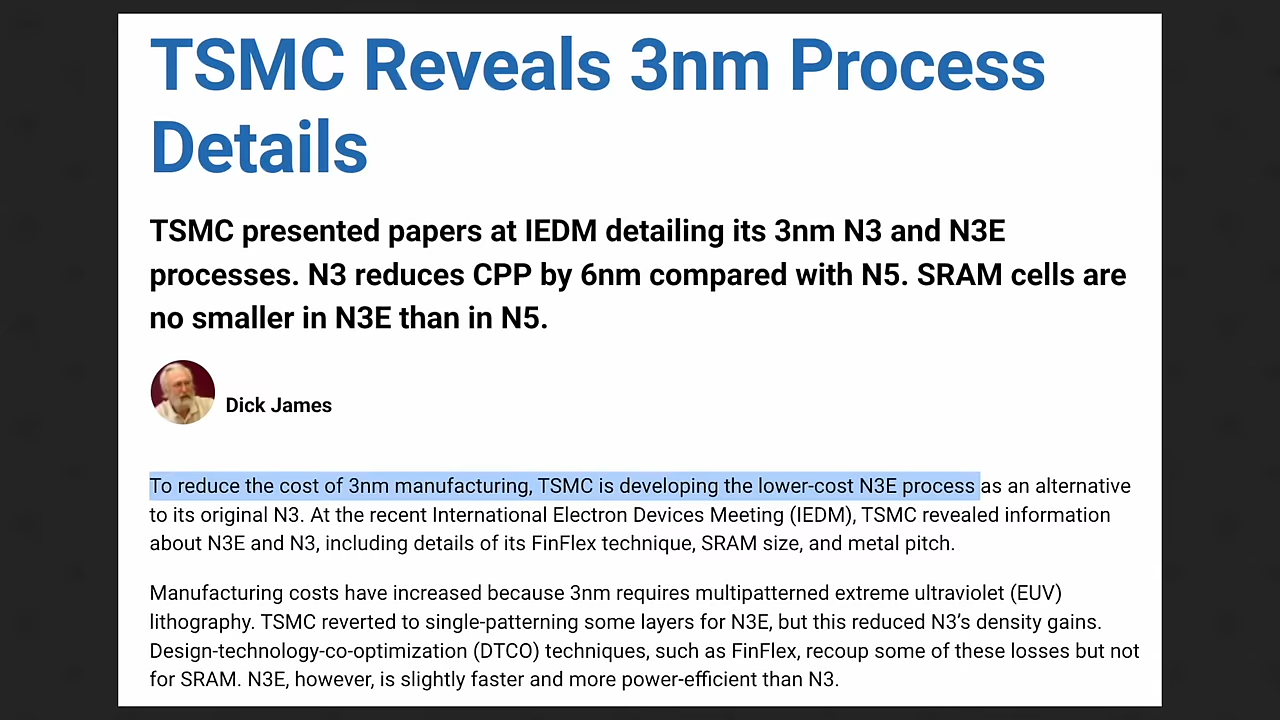 TSMC Reveals 3nm Process
Details
TSMC presented papers at IEDM detailing its 3nm N3 and N3E
processes. N3 reduces CPP by 6nm compared with N5. SRAM cells are
no smaller in N3E than in N5.
Dick James
To reduce the cost of 3nm manufacturing, TSMC is developing the lower-cost N3E process as an alternative
to its original N3. At the recent International Electron Devices Meeting (IEDM), TSMC revealed information
about N3E and N3, including details of its FinFlex technique, SRAM size, and metal pitch.
Manufacturing costs have increased because 3nm requires multipatterned extreme ultraviolet (EUV)
lithography. TSMC reverted to single-patterning some layers for N3E, but this reduced N3’s density gains.
Design-technology-co-optimization (DTCO) techniques, such as FinFlex, recoup some of these losses but not
for SRAM. N3E, however, is slightly faster and more power-efficient than N3.